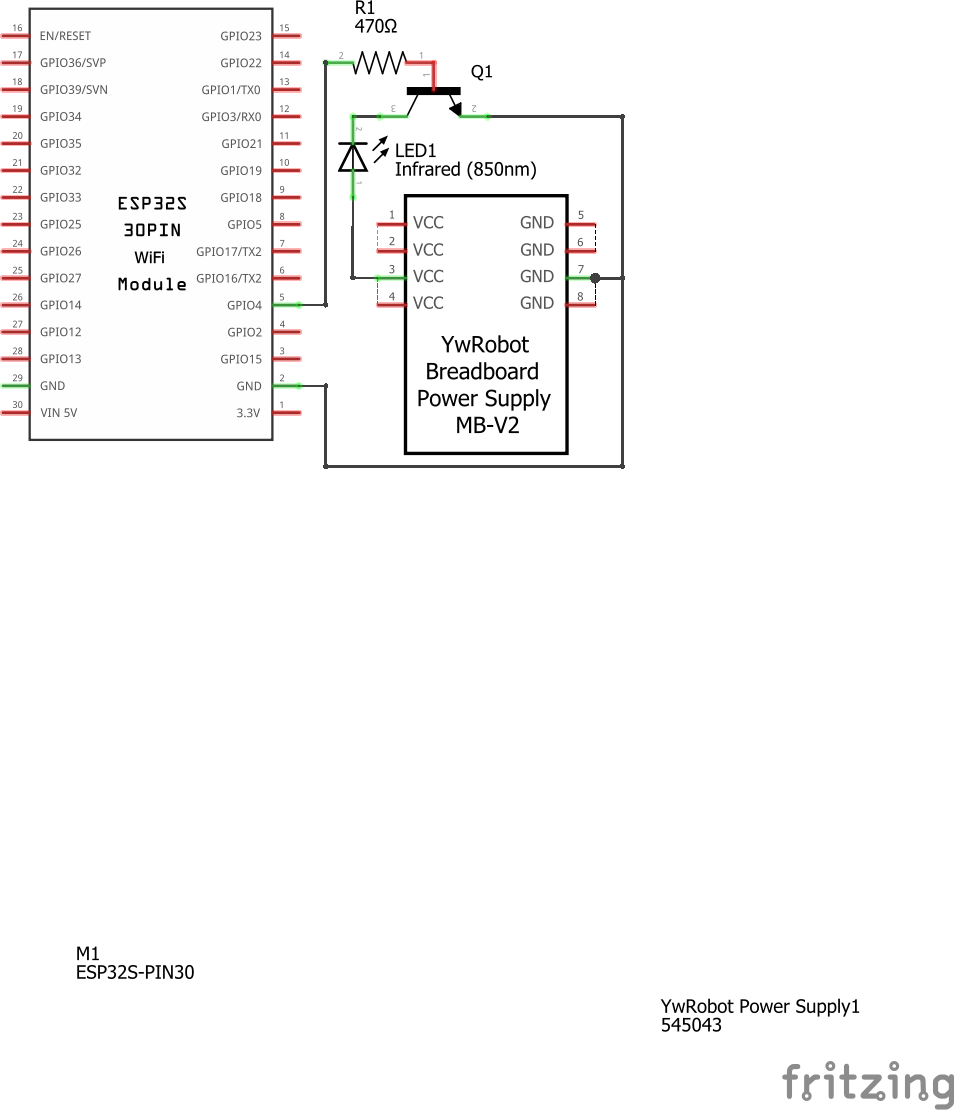 R1
470Ω
16 EN/RESET GPIO23 15
17 GPIO36/SVP GPIO22 14
18 GPIO39/SVN GPIO1/TX0 13
19 GPIO34 GPIO3/RX0 12
20 GPIO35 GPIO21 11
21 GPIO32 GPIO19 10
22 GPIO33 GPIO18 9
23 GPIO25 GPIO5 8
24 GPIO26 GPIO17/TX2 7
25 GPIO27 GPIO16/TX2 6
26 GPIO14 GPIO4 5
27 GPIO12 GPIO2 4
28 GPIO13 GPIO15 3
29 GND GND 2
30 VIN 5V 3.3V 1
ESP32S
30PIN
WiFi
Module
2 1
1
Q1
3 2
2
LED1
Infrared (850nm)
1
1 VCC GND 5
2 VCC GND 6
3 VCC GND 7
4 VCC GND 8
YwRobot
Breadboard
Power Supply
MB-V2
M1
ESP32S-PIN30
YwRobot Power Supply1
545043
fritzing